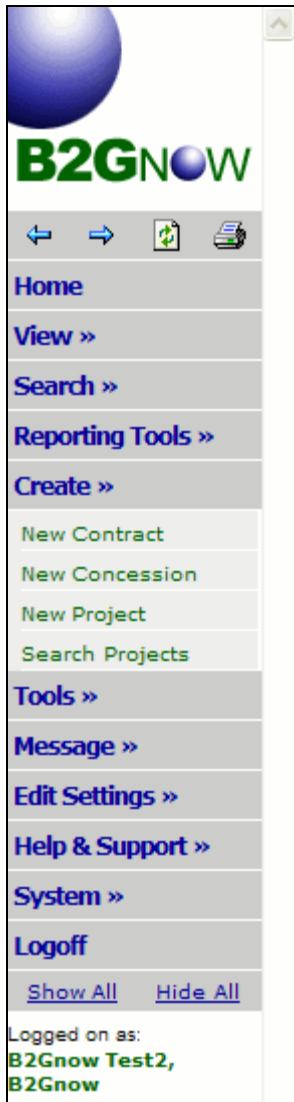 B2GNOW
Home
View »
Search »
Reporting Tools »
Create »
New Contract
New Concession
New Project
Search Projects
Tools »
Message »
Edit Settings »
Help & Support »
System »
Logoff
Show All Hide All
Logged on as:
B2Gnow Test2,
B2Gnow